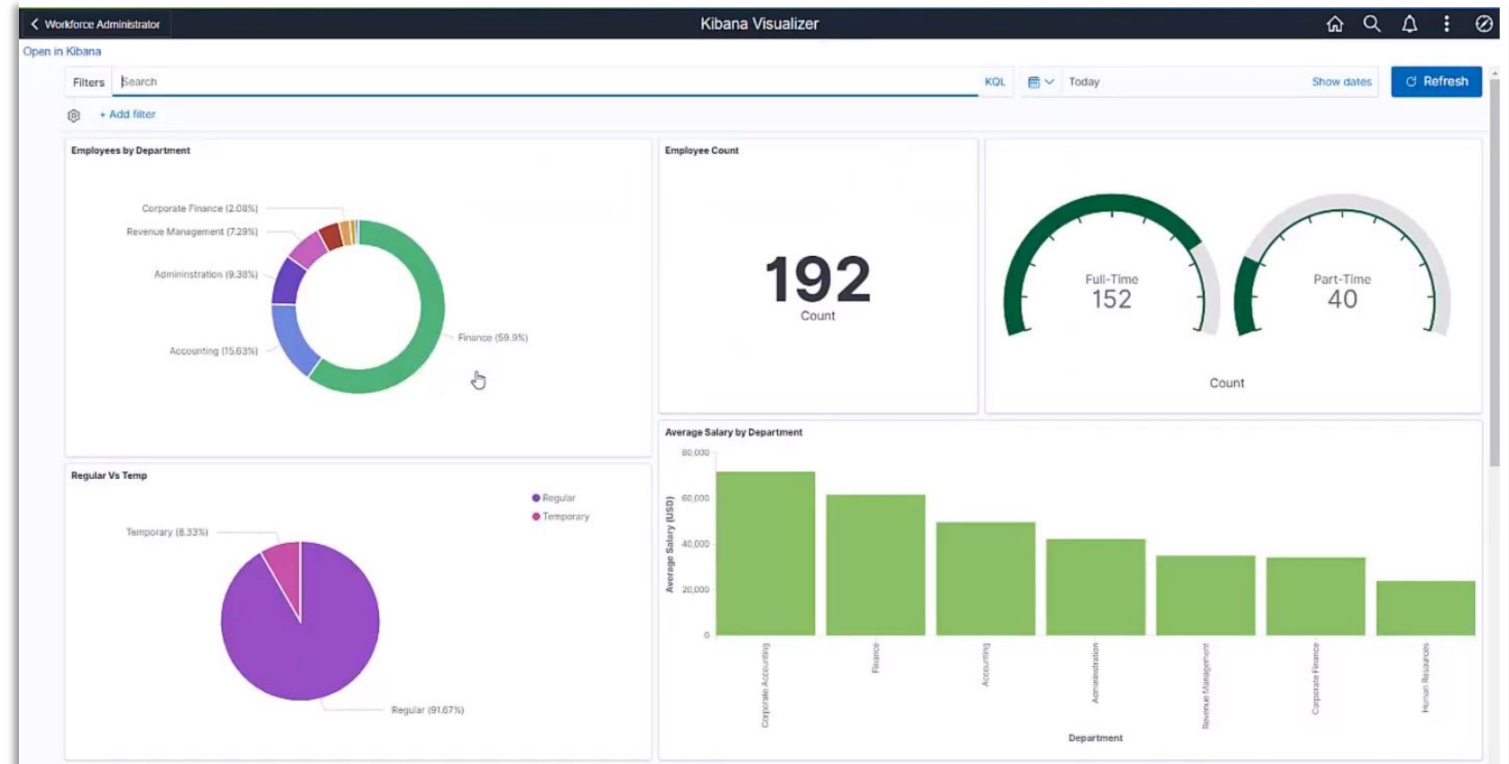 Workforce Administrator
Kibana Visualizer
Open in Kibana
Filters Search KQL Today Show dates Refresh
+ Add filter
Employees by Department
Corporate Finance (2.08%)
Revenue Management (7.29%)
Admininstration (9.38%)
Accounting (15.63%)
Finance (59.9%)
Employee Count
192
Count
Full-Time
152
Part-Time
40
Count
Regular Vs Temp
Regular
Temporary
Temporary (8.33%)
Regular (91.67%)
Average Salary by Department
80,000
60,000
40,000
20,000
0
Average Salary (USD)
Corporate Accounting
Finance
Accounting
Admininstration
Revenue Management
Corporate Finance
Human Resources
Department